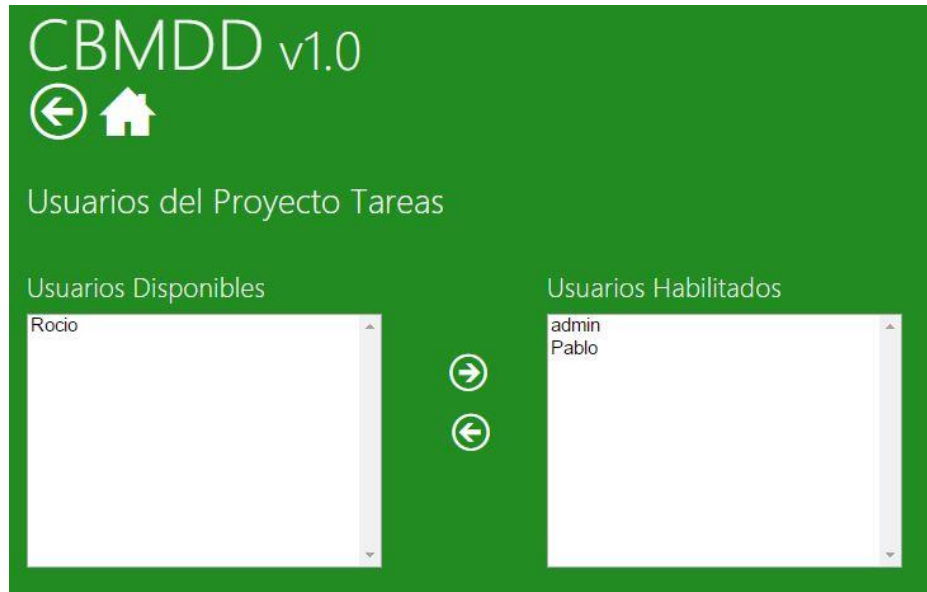 CBMDD v1.0
Usuarios del Proyecto Tareas
Usuarios Disponibles
Rocio
Usuarios Habilitados
admin
Pablo